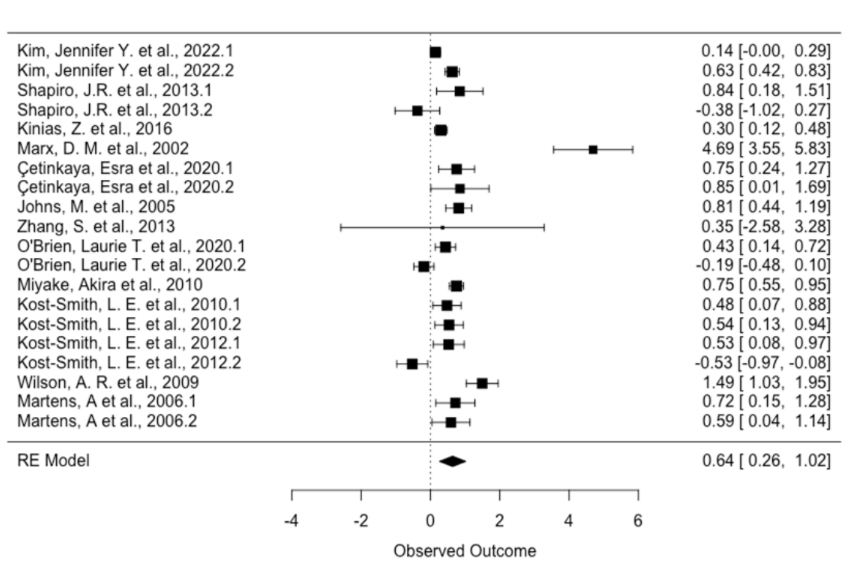 Kim, Jennifer Y. et al., 2022.1 0.14 [-0.00, 0.29]
Kim, Jennifer Y. et al., 2022.2 0.63 [ 0.42, 0.83]
Shapiro, J.R. et al., 2013.1 0.84 [ 0.18, 1.51]
Shapiro, J.R. et al., 2013.2 -0.38 [-1.02, 0.27]
Kinias, Z. et al., 2016 0.30 [ 0.12, 0.48]
Marx, D. M. et al., 2002 4.69 [ 3.55, 5.83]
Çetinkaya, Esra et al., 2020.1 0.75 [ 0.24, 1.27]
Çetinkaya, Esra et al., 2020.2 0.85 [ 0.01, 1.69]
Johns, M. et al., 2005 0.81 [ 0.44, 1.19]
Zhang, S. et al., 2013 0.35 [-2.58, 3.28]
O'Brien, Laurie T. et al., 2020.1 0.43 [ 0.14, 0.72]
O'Brien, Laurie T. et al., 2020.2 -0.19 [-0.48, 0.10]
Miyake, Akira et al., 2010 0.75 [ 0.55, 0.95]
Kost-Smith, L. E. et al., 2010.1 0.48 [ 0.07, 0.88]
Kost-Smith, L. E. et al., 2010.2 0.54 [ 0.13, 0.94]
Kost-Smith, L. E. et al., 2012.1 0.53 [ 0.08, 0.97]
Kost-Smith, L. E. et al., 2012.2 -0.53 [-0.97, -0.08]
Wilson, A. R. et al., 2009 1.49 [ 1.03, 1.95]
Martens, A et al., 2006.1 0.72 [ 0.15, 1.28]
Martens, A et al., 2006.2 0.59 [ 0.04, 1.14]
RE Model 0.64 [ 0.26, 1.02]
-4 -2 0 2 4 6
Observed Outcome